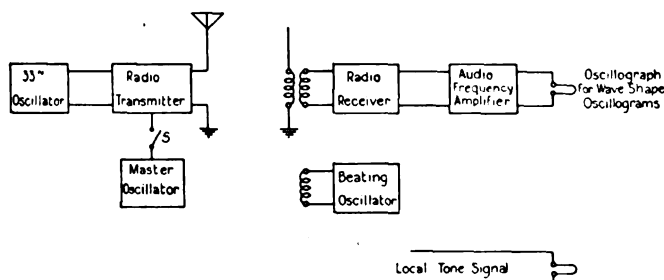 33~
Oscillator
Radio
Transmitter
S
Master
Oscillator
Radio
Receiver
Audio
Frequency
Amplifier
Oscillograph
for Wave Shape
Oscillograms
Beating
Oscillator
Local Tone Signal